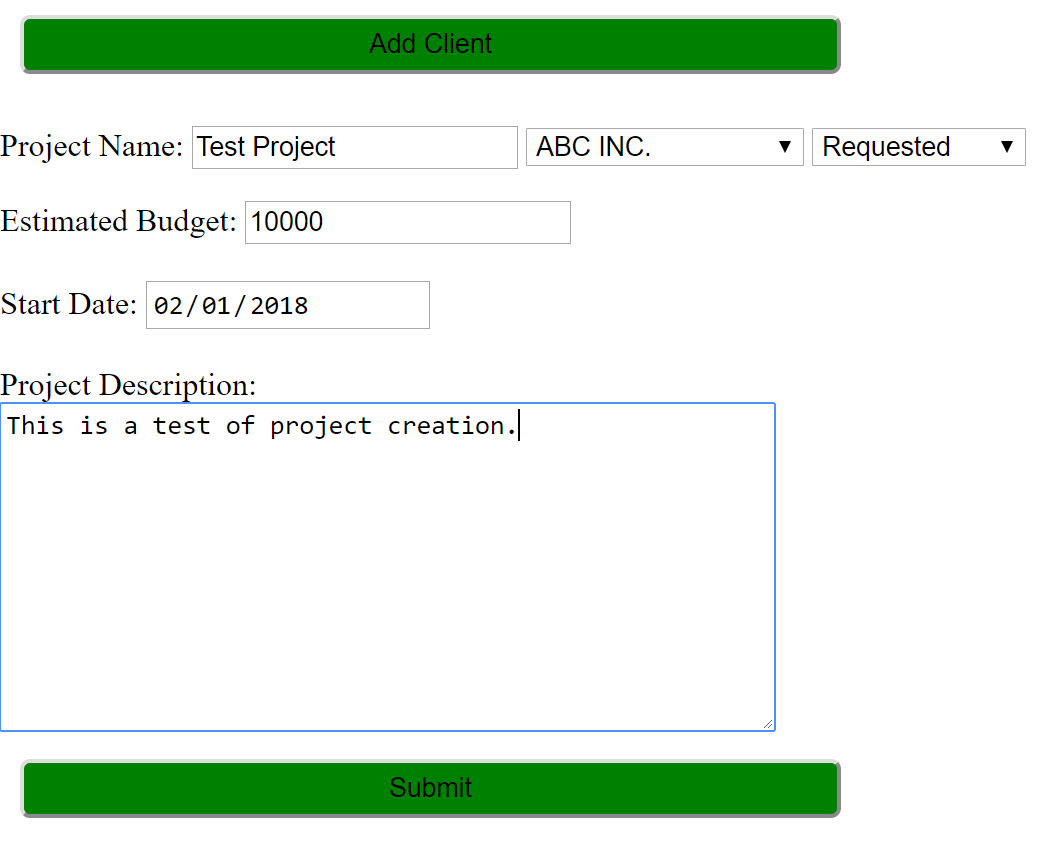 Add Client
Project Name: Test Project ABC INC. Requested
Estimated Budget: 10000
Start Date: 02/01/2018
Project Description:
This is a test of project creation.
Submit